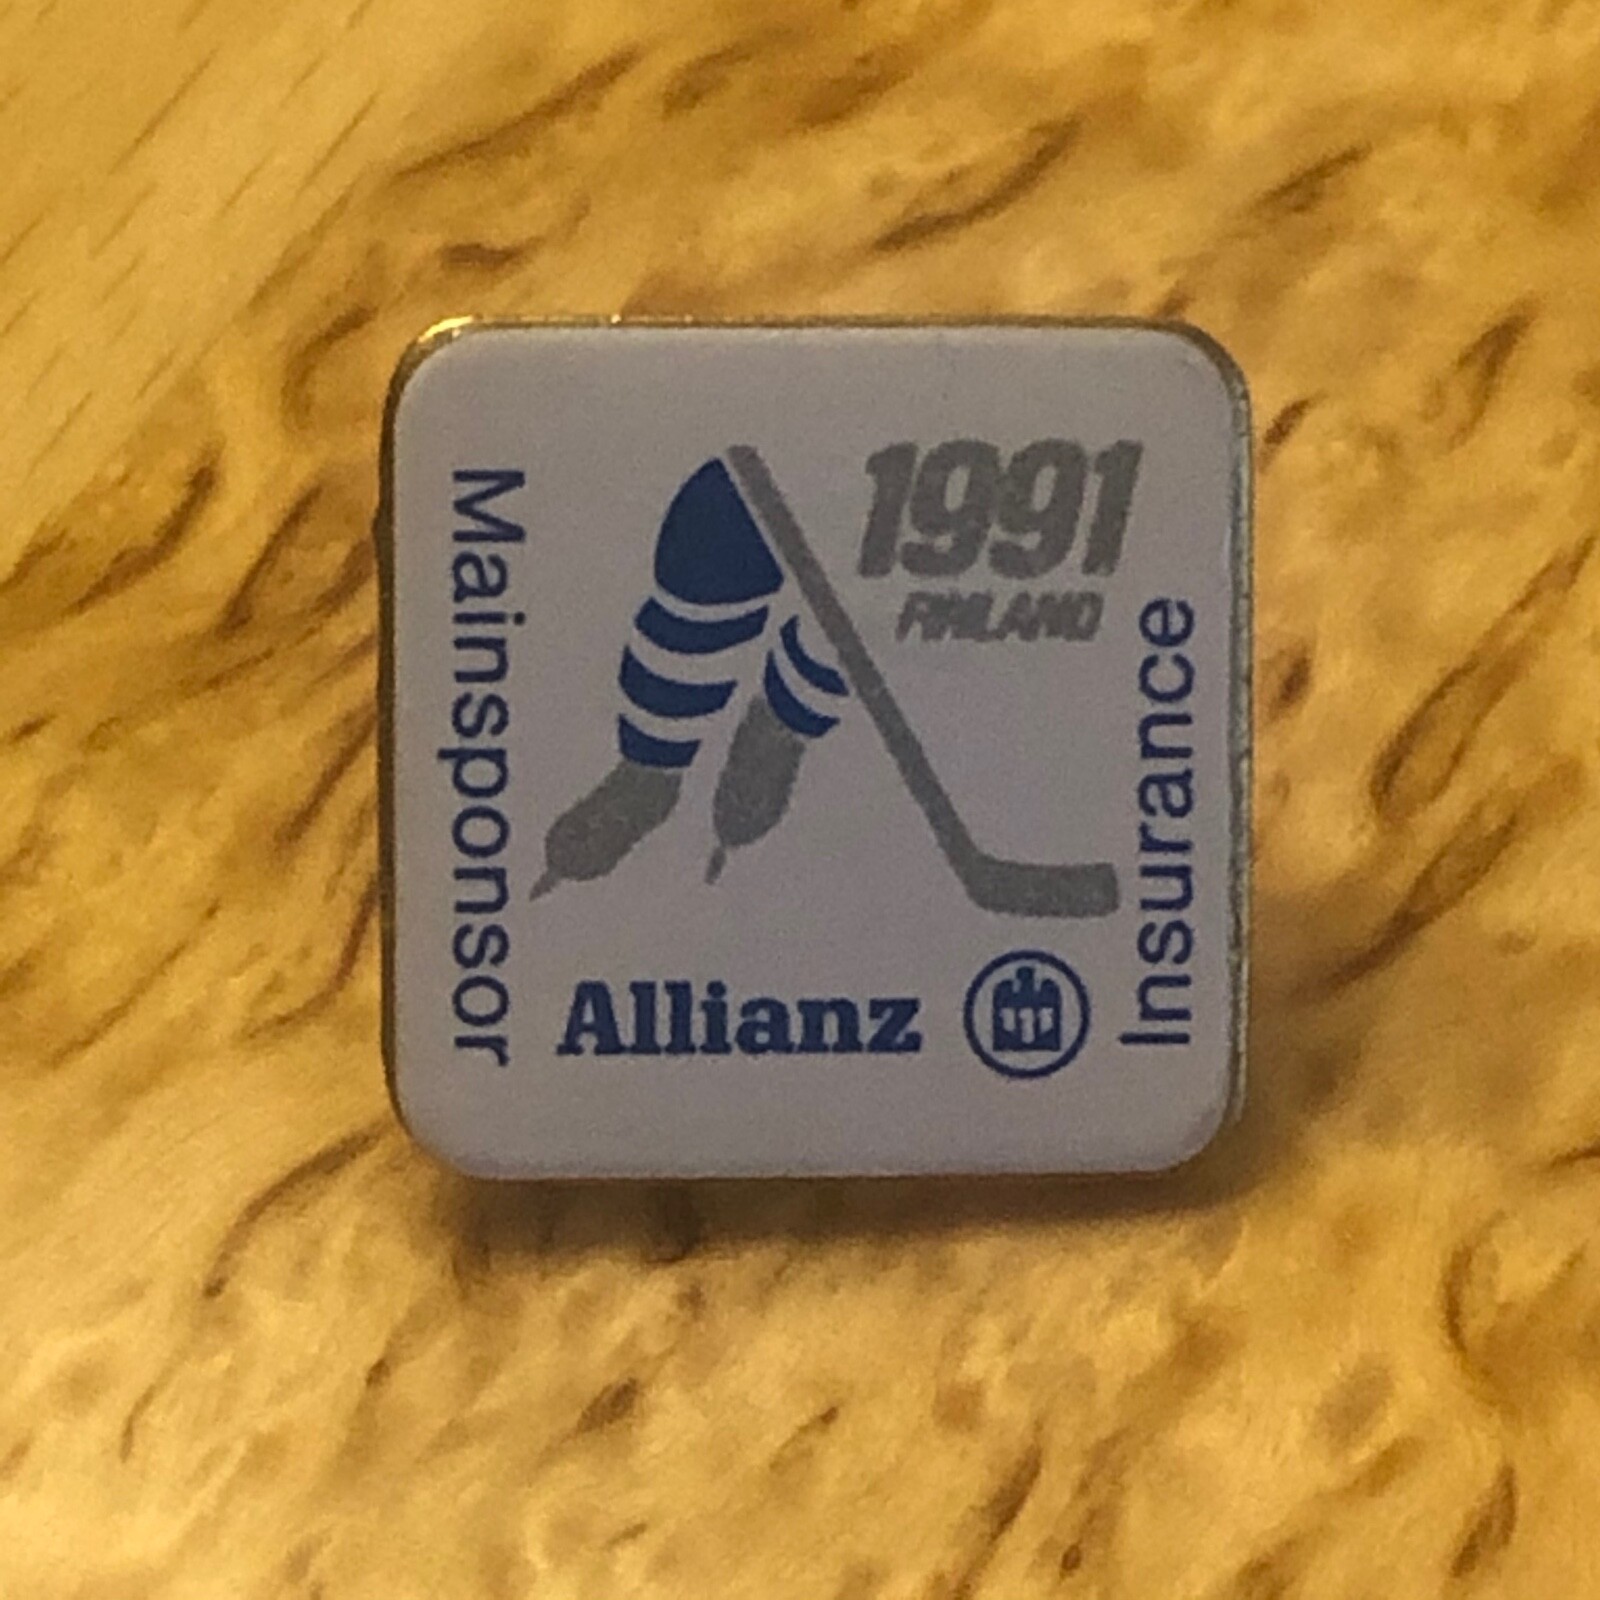 Mainsponsor
1991
FINLAND
Insurance
Allianz